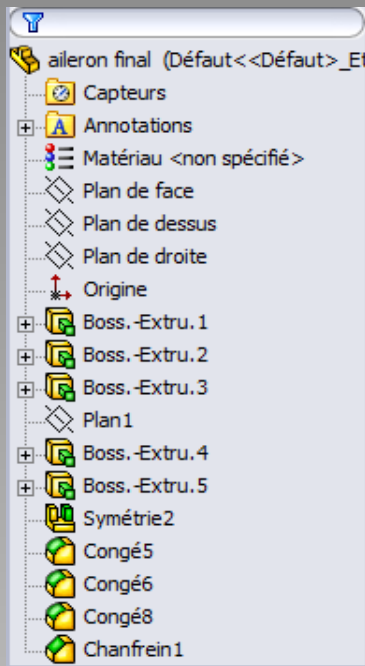 aileron final (Défaut<<Défaut>_Et
Capteurs
Annotations
Matériau <non spécifié>
Plan de face
Plan de dessus
Plan de droite
Origine
Boss.-Extru.1
Boss.-Extru.2
Boss.-Extru.3
Plan1
Boss.-Extru.4
Boss.-Extru.5
Symétrie2
Congé5
Congé6
Congé8
Chanfrein1